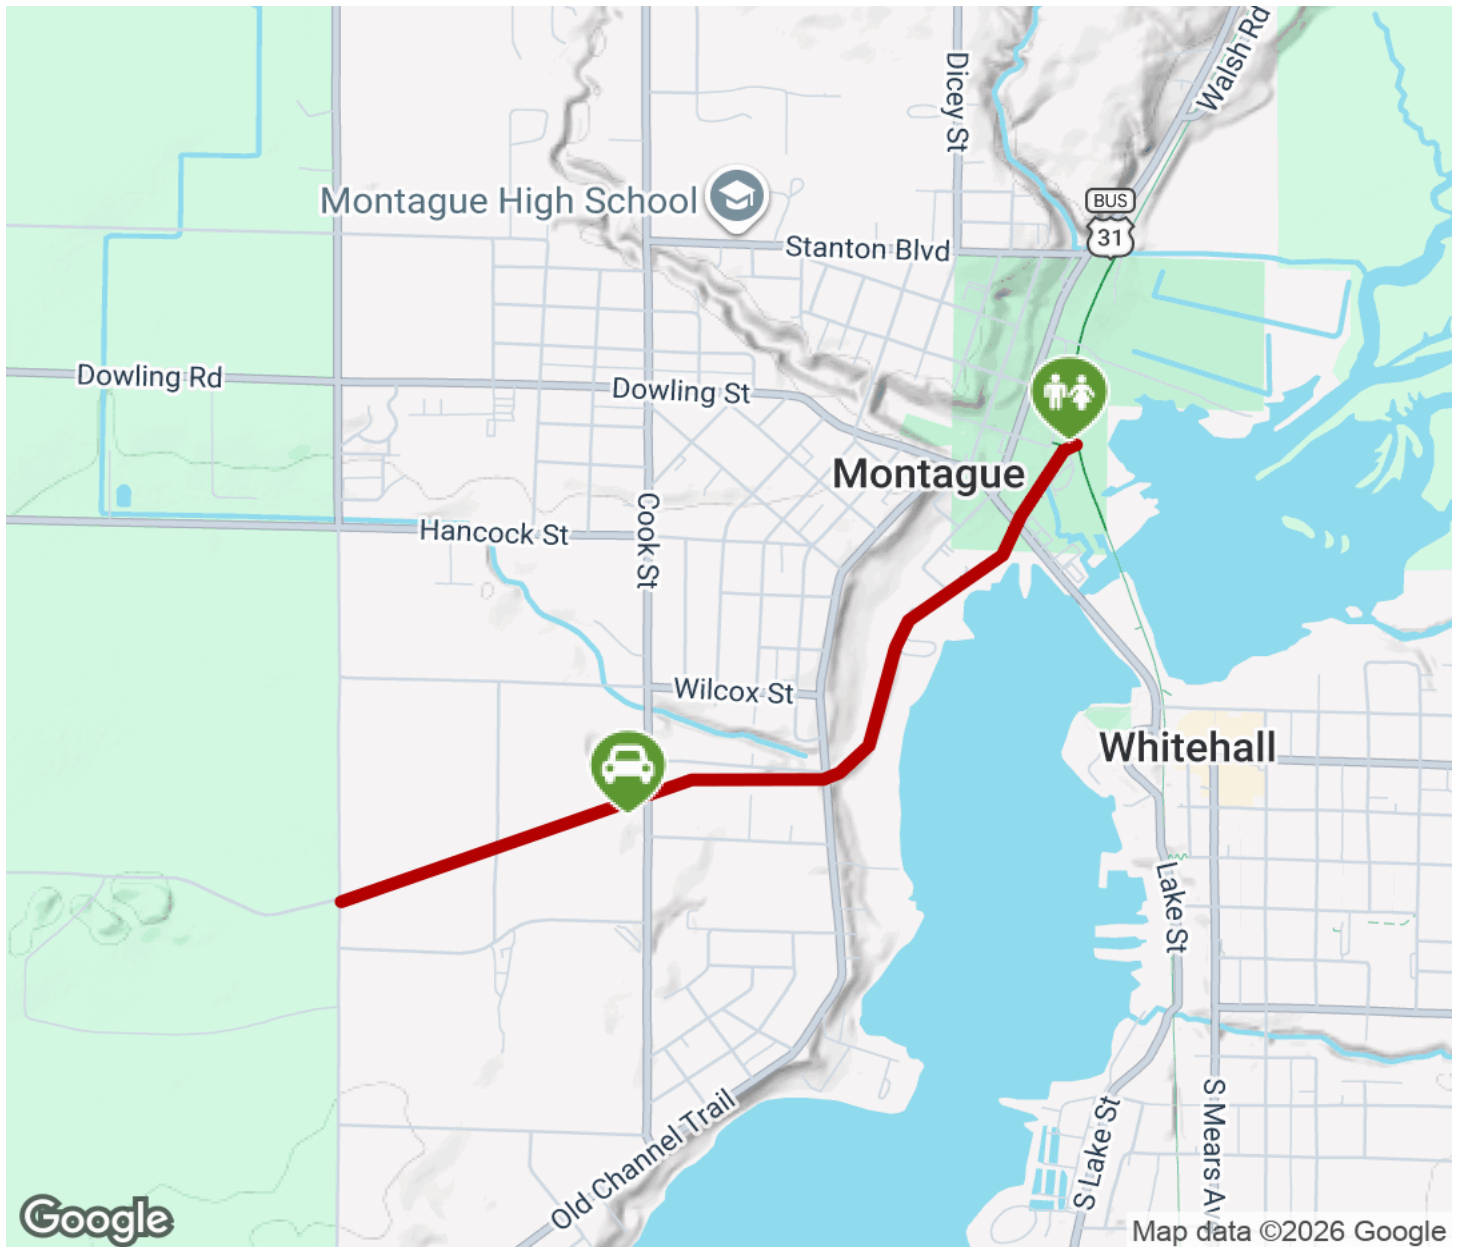 Walsh Rd
Dicey St
Montague High School
BUS
31
Stanton Blvd
Dowling Rd
Dowling St
Montague
Hancock St
Cook St
Wilcox St
Whitehall
Lake St
S Mears Av
S Lake St
Old Channel Trail
Google
Map data ©2026 Google